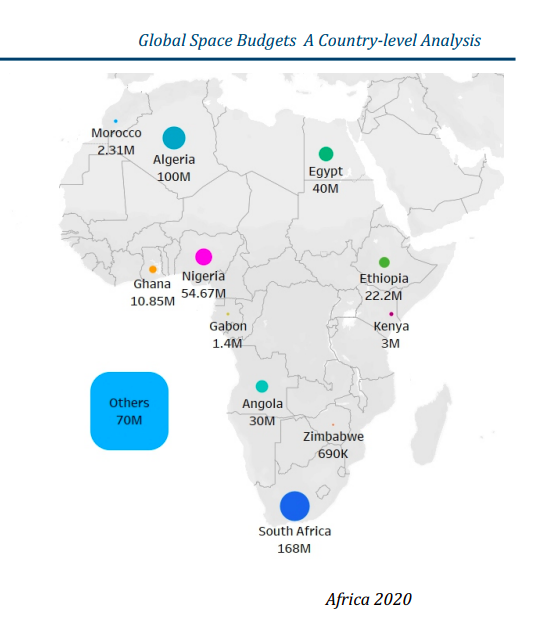 Global Space Budgets A Country-level Analysis
Morocco
2.31M
Algeria
100M
Egypt
40M
Ghana
10.85M
Nigeria
54.67M
Ethiopia
22.2M
Gabon
1.4M
Kenya
3M
Others
70M
Angola
30M
Zimbabwe
690K
South Africa
168M
Africa 2020